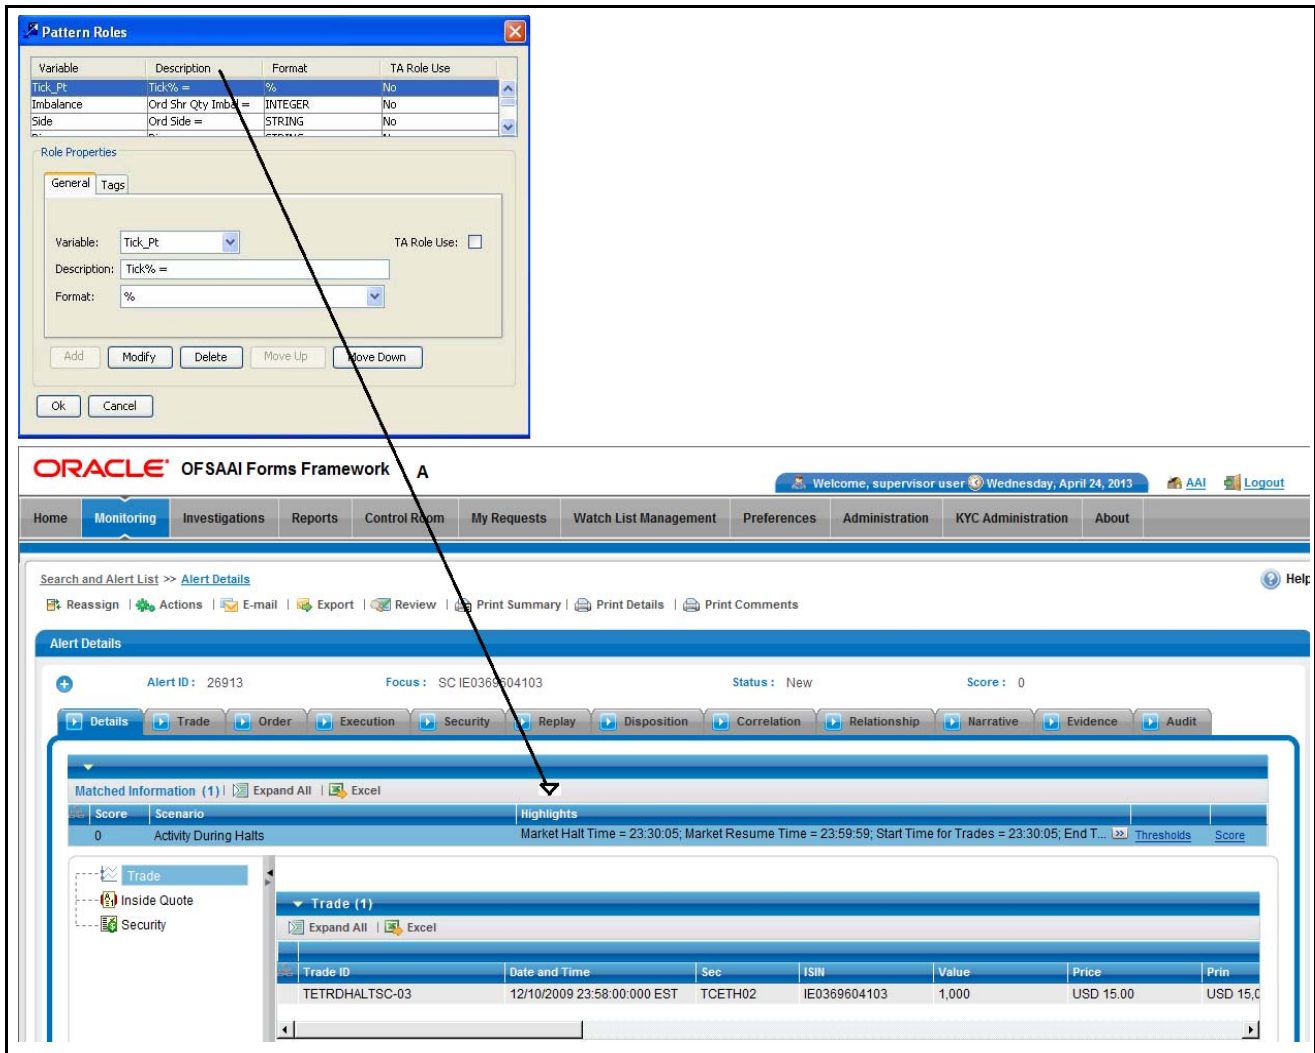 Pattern Roles
Variable Description Format TA Role Use
Tick_Pt Tick% = % No
Imbalance Ord Shr Qty Imbal = INTEGER No
Side Ord Side = STRING No
Role Properties
General Tags
Variable: Tick_Pt TA Role Use:
Description: Tick% =
Format: %
Add Modify Delete Move Up Move Down
Ok Cancel
ORACLE OFSAAI Forms Framework A
Welcome, supervisor user Wednesday, April 24, 2013 AAI Logout
Home Monitoring Investigations Reports Control Room My Requests Watch List Management Preferences Administration KYC Administration About
Search and Alert List >> Alert Details Help
Reassign | Actions | E-mail | Export | Review | Print Summary | Print Details | Print Comments
Alert Details
Alert ID : 26913 Focus : SC IE0369604103 Status : New Score : 0
Details Trade Order Execution Security Replay Disposition Correlation Relationship Narrative Evidence Audit
Matched Information (1) | Expand All | Excel
Score Scenario Highlights
0 Activity During Halts Market Halt Time = 23:30:05; Market Resume Time = 23:59:59; Start Time for Trades = 23:30:05; End T... >> Thresholds Score
Trade
Inside Quote
Security
Trade (1)
Expand All | Excel
Trade ID Date and Time Sec ISIN Value Price Prin
TETRDHALTSC-03 12/10/2009 23:58:00:000 EST TCETH02 IE0369604103 1,000 USD 15.00 USD 15,0